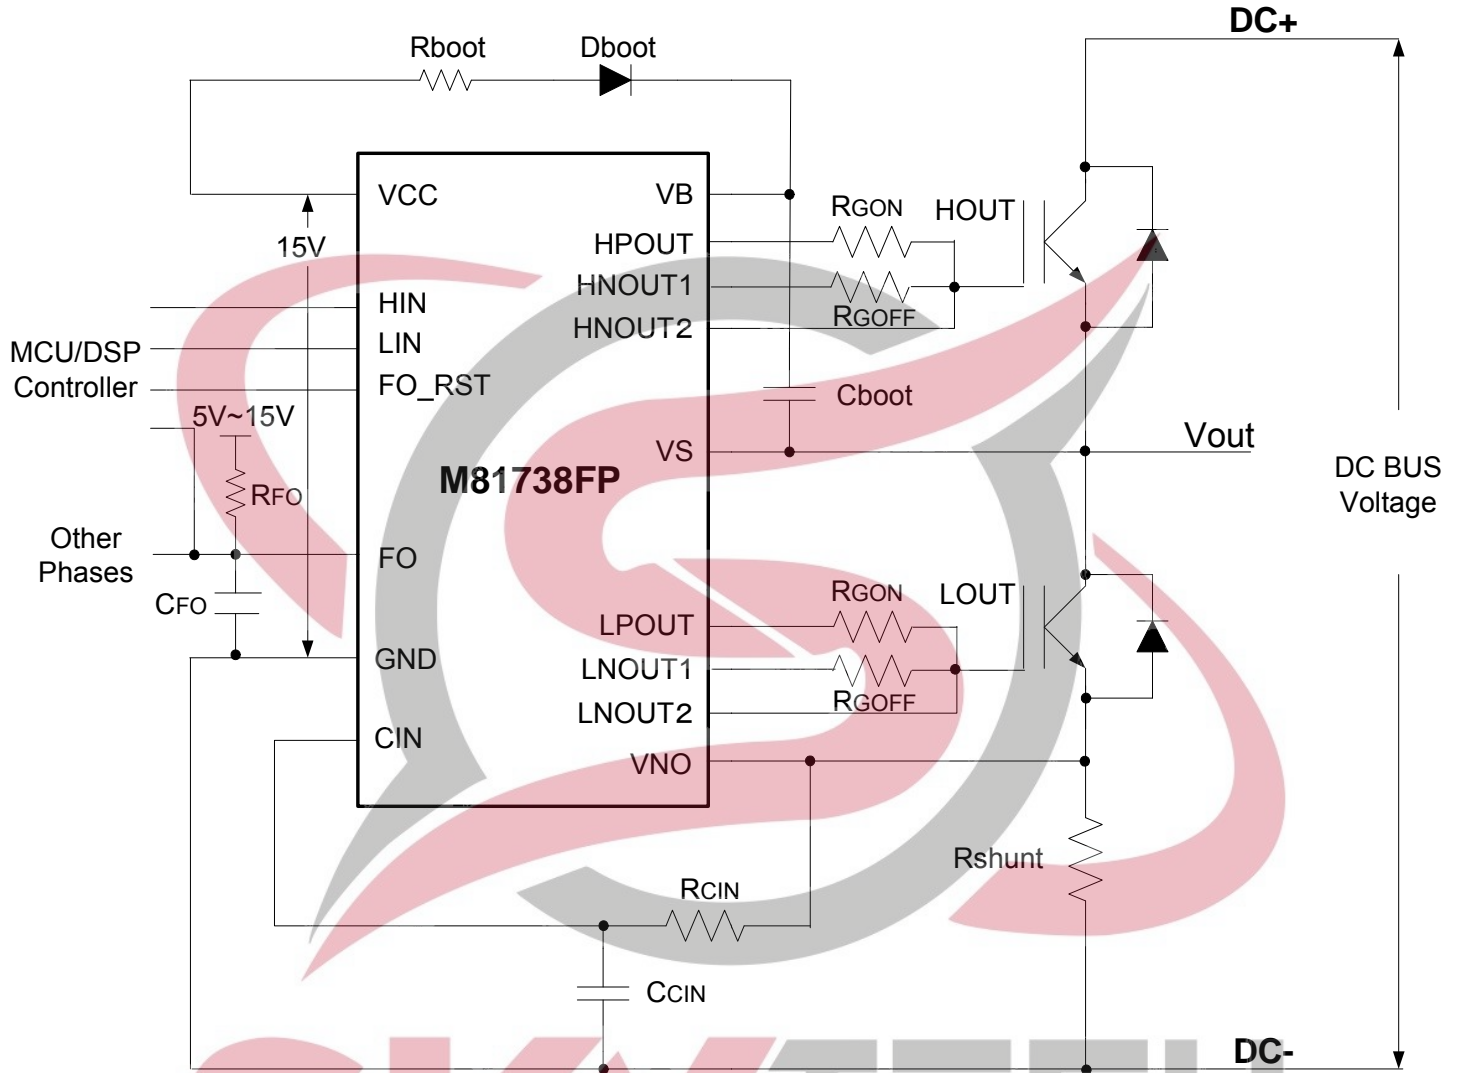 DC+
Rboot
Dboot
VCC
VB
RGON
HOUT
15V
HPOUT
HNOUT1
HIN
RGOFF
HNOUT2
LIN
MCU/DSP
Controller
FO_RST
5V~15V
Cboot
Vout
VS
M81738FP
DC BUS
Voltage
RFO
Other
Phases
FO
CFO
RGON
LOUT
LPOUT
GND
LNOUT1
RGOFF
LNOUT2
CIN
VNO
Rshunt
RCIN
CCIN
DC-